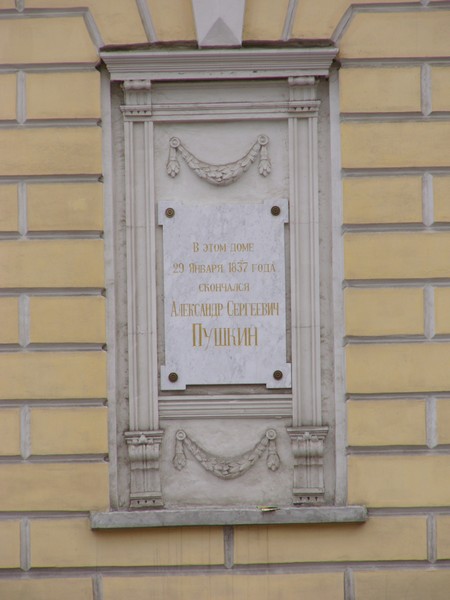 В этом доме
29 Января 1837 года
скончался
Александр Сергеевич
Пушкин